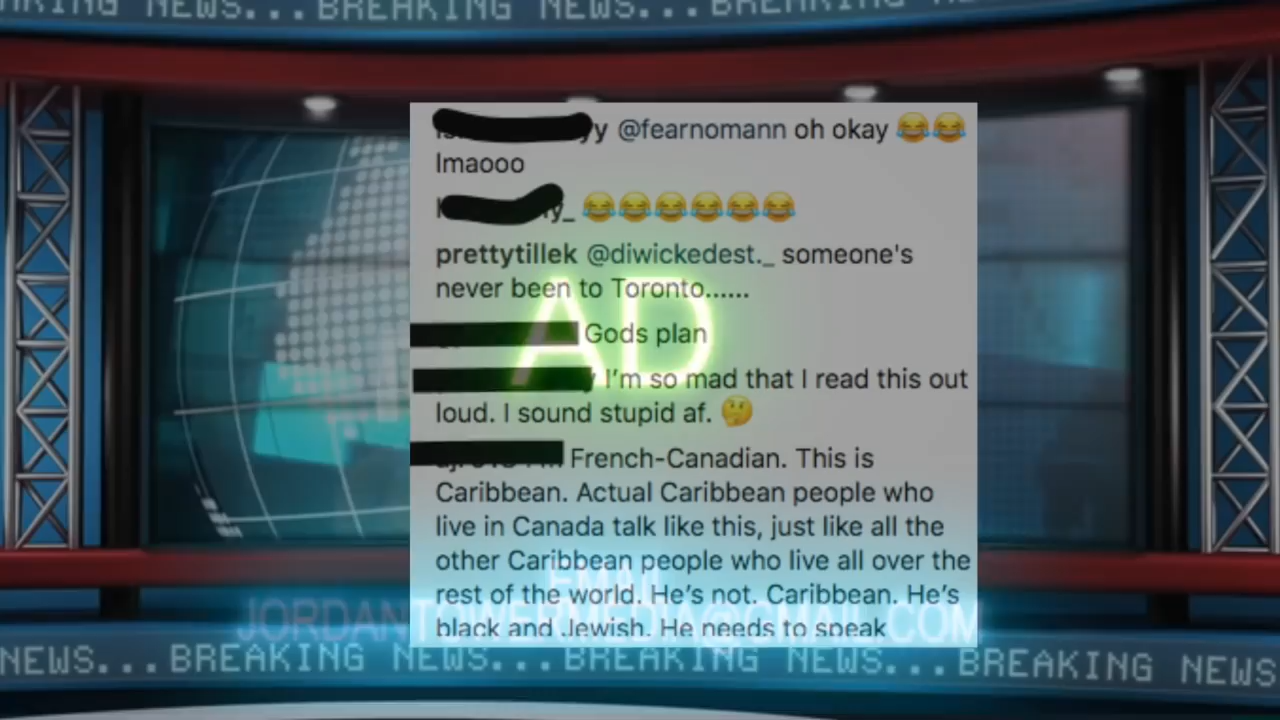 NEWS...BREAKING NEWS...BREAKING
yy @fearnomann oh okay 😂😂
lmaooo
y_ 😂😂😂😂😂😂
prettytillek @diwickedest._ someone's
never been to Toronto......
AD
Gods plan
I'm so mad that I read this out
loud. I sound stupid af. 🤔
French-Canadian. This is
Caribbean. Actual Caribbean people who
live in Canada talk like this, just like all the
other Caribbean people who live all over the
EMAIL
rest of the world. He's not. Caribbean. He's
black and Jewish. He needs to speak
NEWS...BREAKING NEWS...BREAKING NEWS...BREAKING NEWS